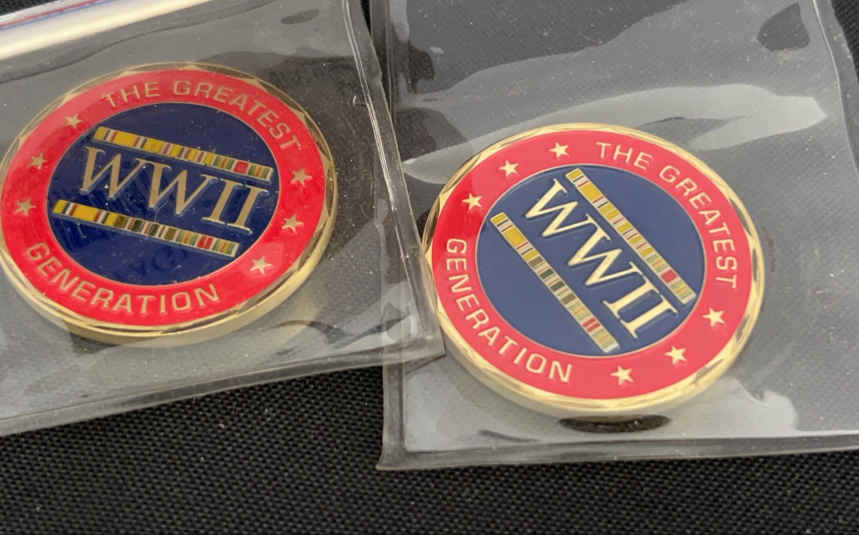 THE GREATEST
WWII
GENERATION
THE GREATEST
WWII
GENERATION